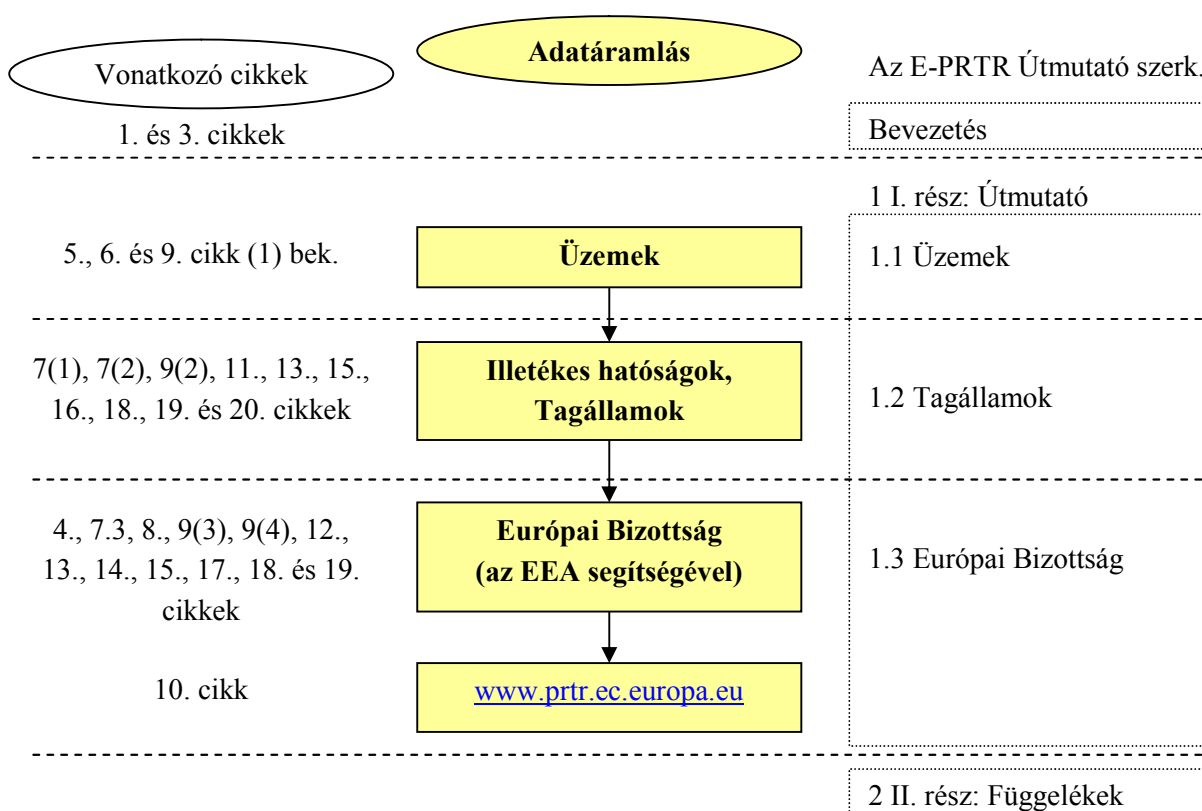 Vonatkozó cikkek
Adatáramlás
Az E-PRTR Útmutató szerk.
1. és 3. cikkek
Bevezetés
1 I. rész: Útmutató
5., 6. és 9. cikk (1) bek.
Üzemek
1.1 Üzemek
7(1), 7(2), 9(2), 11., 13., 15.,
16., 18., 19. és 20. cikkek
Illetékes hatóságok,
Tagállamok
1.2 Tagállamok
4., 7.3, 8., 9(3), 9(4), 12.,
13., 14., 15., 17., 18. és 19.
cikkek
Európai Bizottság
(az EEA segítségével)
1.3 Európai Bizottság
10. cikk
www.prtr.ec.europa.eu
2 II. rész: Függelékek